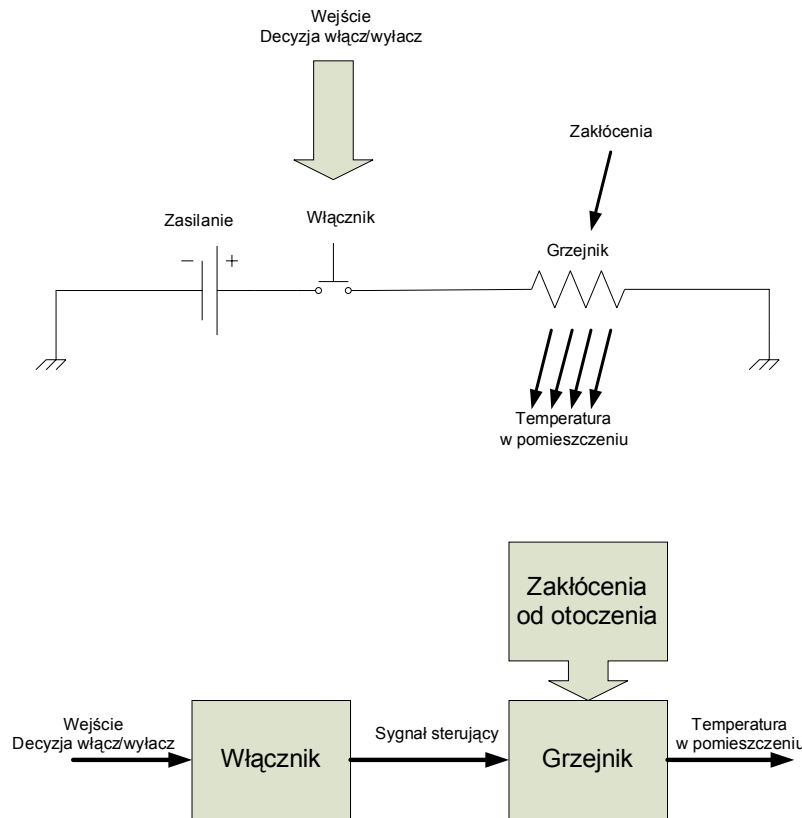 Wejście
Decyzja włącz/wyłacz
Zakłócenia
Zasilanie
Włącznik
Grzejnik
− +
Temperatura
w pomieszczeniu
Zakłócenia
od otoczenia
Wejście
Decyzja włącz/wyłacz
Włącznik
Sygnał sterujący
Grzejnik
Temperatura
w pomieszczeniu